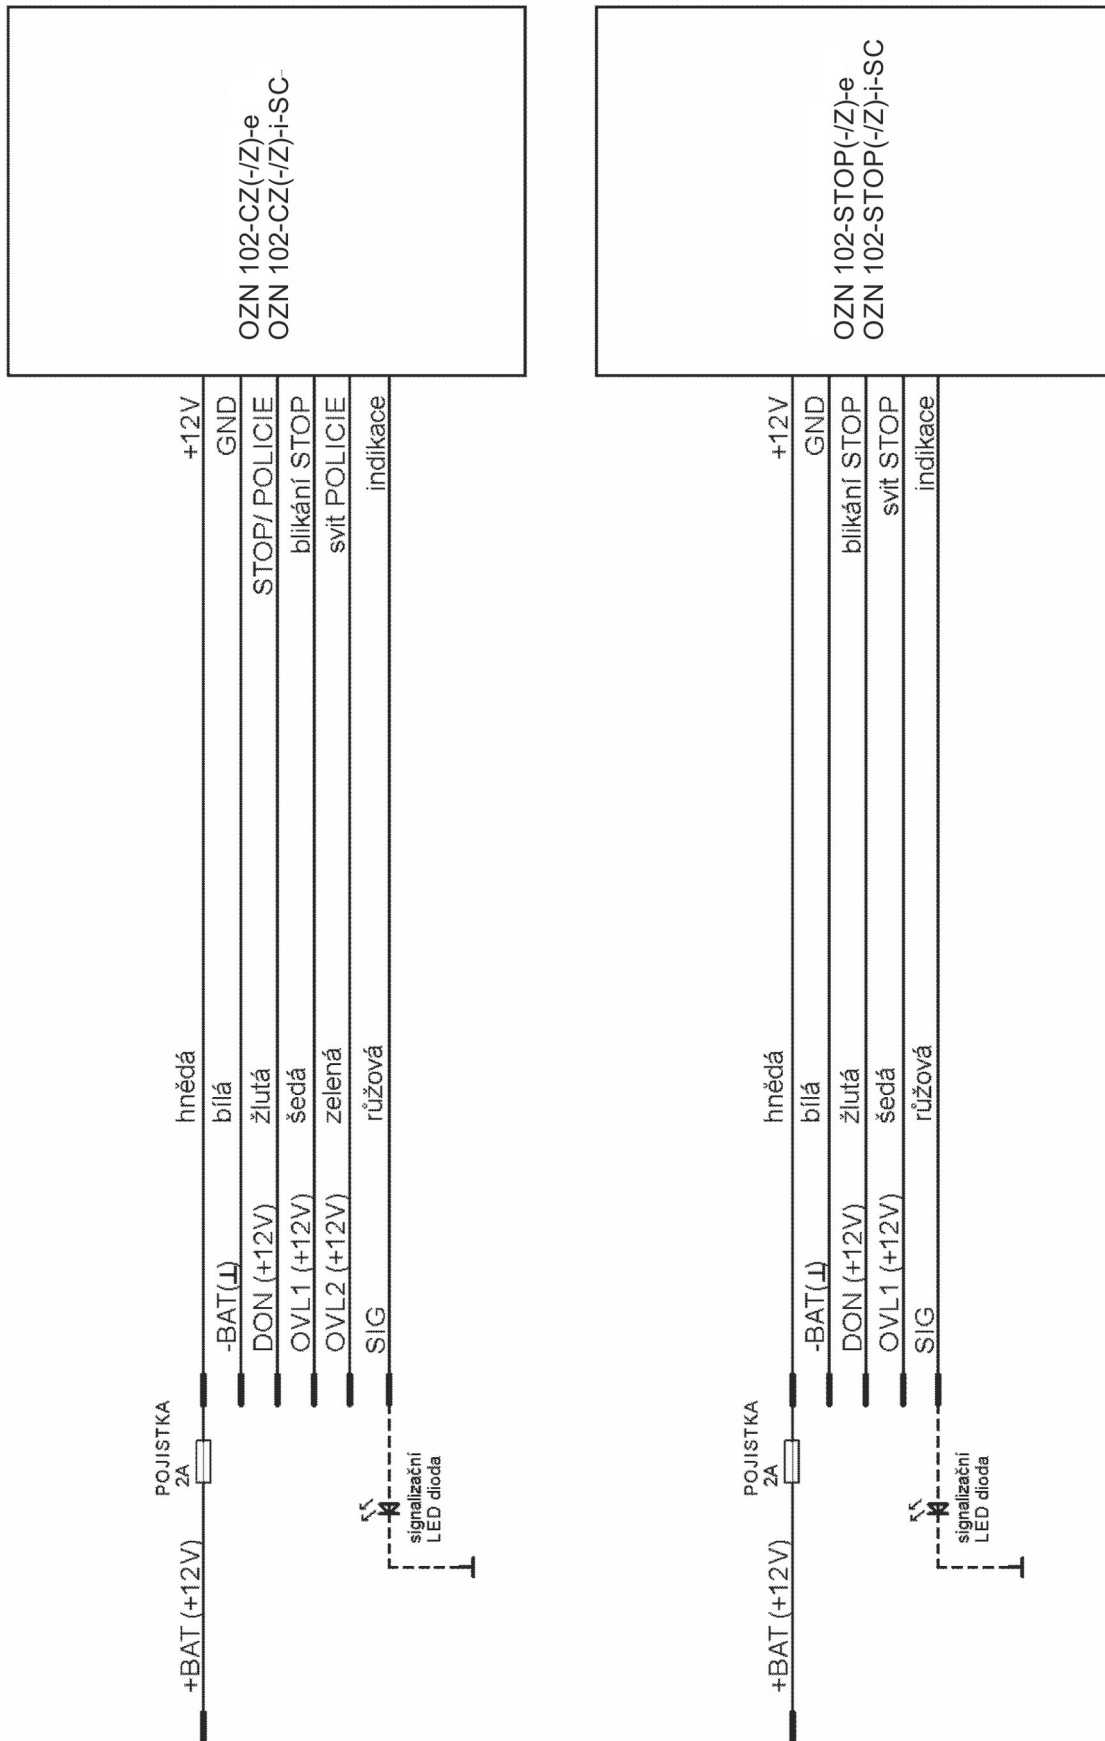 OZN 102-CZ(-/Z)-e
OZN 102-CZ(-/Z)-i-SC
+12V
GND
STOP/ POLICIE
blikání STOP
svit POLICIE
indikace
hnědá
bílá
žlutá
šedá
zelená
růžová
-BAT(⊥)
DON (+12V)
OVL1 (+12V)
OVL2 (+12V)
SIG
POJISTKA
2A
signalizační
LED dioda
+BAT (+12V)
OZN 102-STOP(-/Z)-e
OZN 102-STOP(-/Z)-i-SC
+12V
GND
blikání STOP
svit STOP
indikace
hnědá
bílá
žlutá
šedá
růžová
-BAT(⊥)
DON (+12V)
OVL1 (+12V)
SIG
POJISTKA
2A
signalizační
LED dioda
+BAT (+12V)